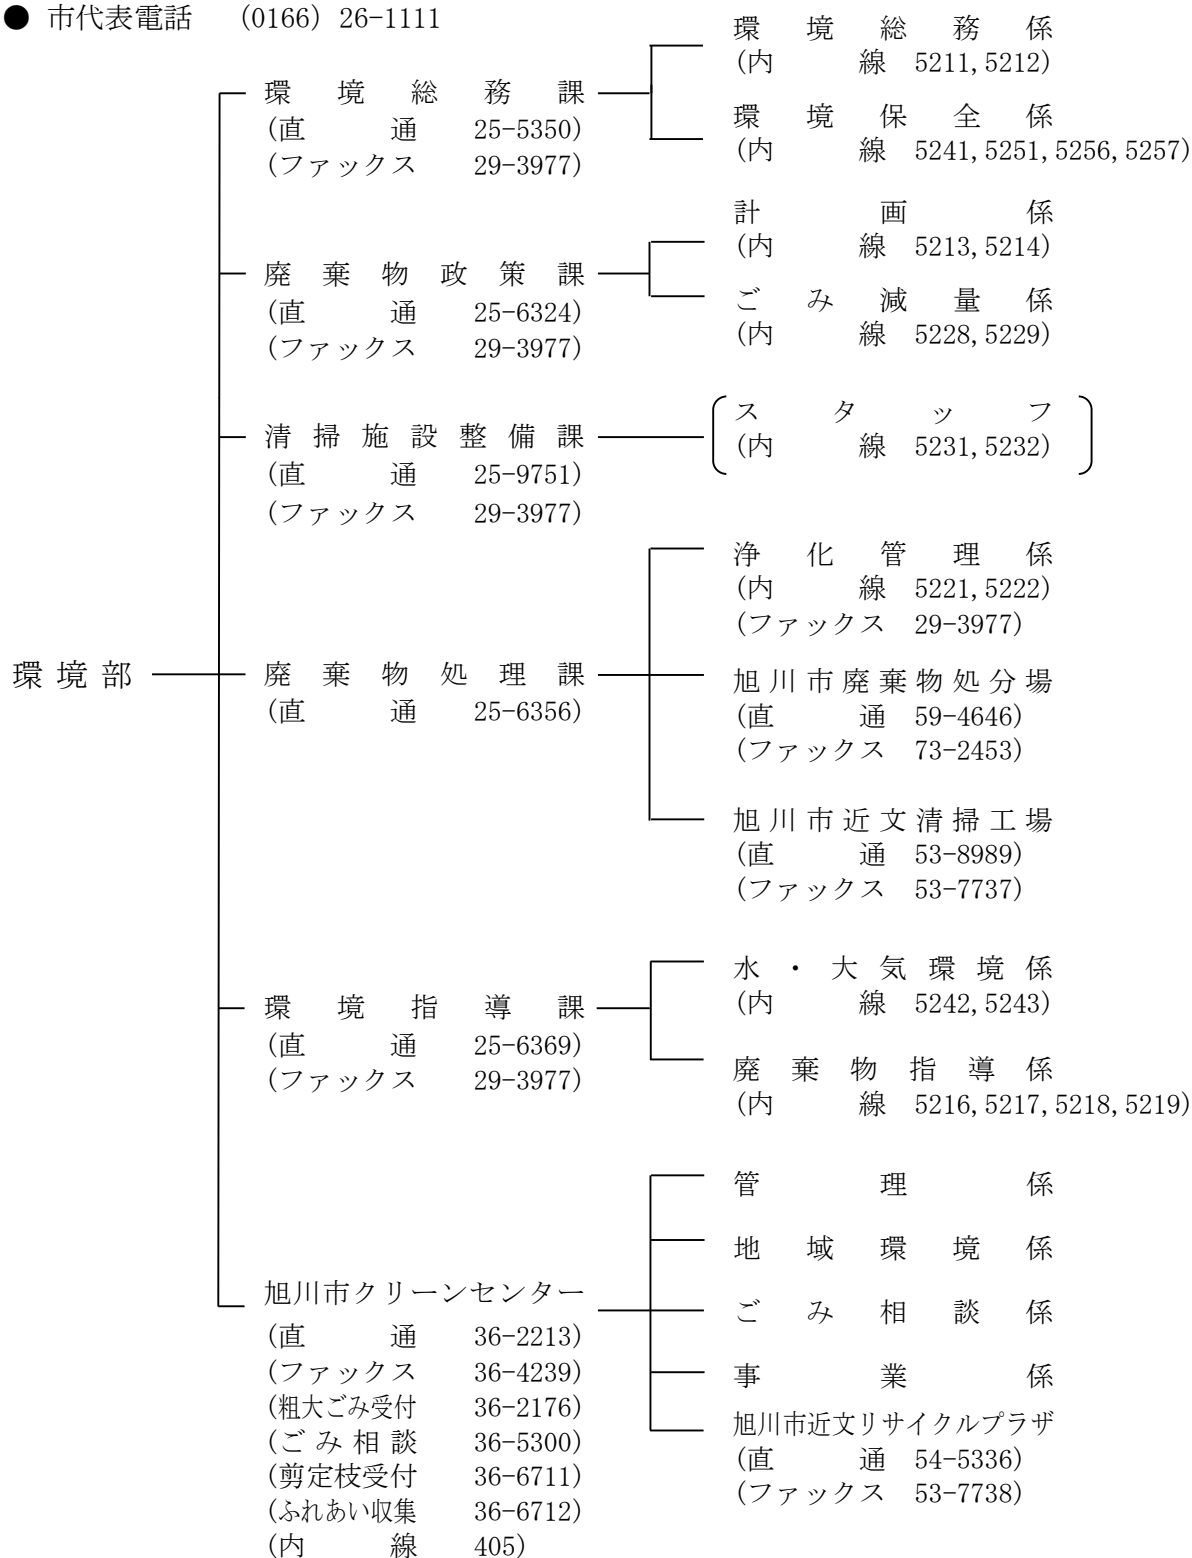 ● 市代表電話 (0166) 26-1111
環境部
環境総務課
(直通 25-5350)
(ファックス 29-3977)
環境総務係
(内線 5211,5212)
環境保全係
(内線 5241,5251,5256,5257)
廃棄物政策課
(直通 25-6324)
(ファックス 29-3977)
計画係
(内線 5213,5214)
ごみ減量係
(内線 5228,5229)
清掃施設整備課
(直通 25-9751)
(ファックス 29-3977)
スタッフ
(内線 5231,5232)
廃棄物処理課
(直通 25-6356)
浄化管理係
(内線 5221,5222)
(ファックス 29-3977)
旭川市廃棄物処分場
(直通 59-4646)
(ファックス 73-2453)
旭川市近文清掃工場
(直通 53-8989)
(ファックス 53-7737)
環境指導課
(直通 25-6369)
(ファックス 29-3977)
水・大気環境係
(内線 5242,5243)
廃棄物指導係
(内線 5216,5217,5218,5219)
旭川市クリーンセンター
(直通 36-2213)
(ファックス 36-4239)
(粗大ごみ受付 36-2176)
(ごみ相談 36-5300)
(剪定枝受付 36-6711)
(ふれあい収集 36-6712)
(内線 405)
管理係
地域環境係
ごみ相談係
事業係
旭川市近文リサイクルプラザ
(直通 54-5336)
(ファックス 53-7738)